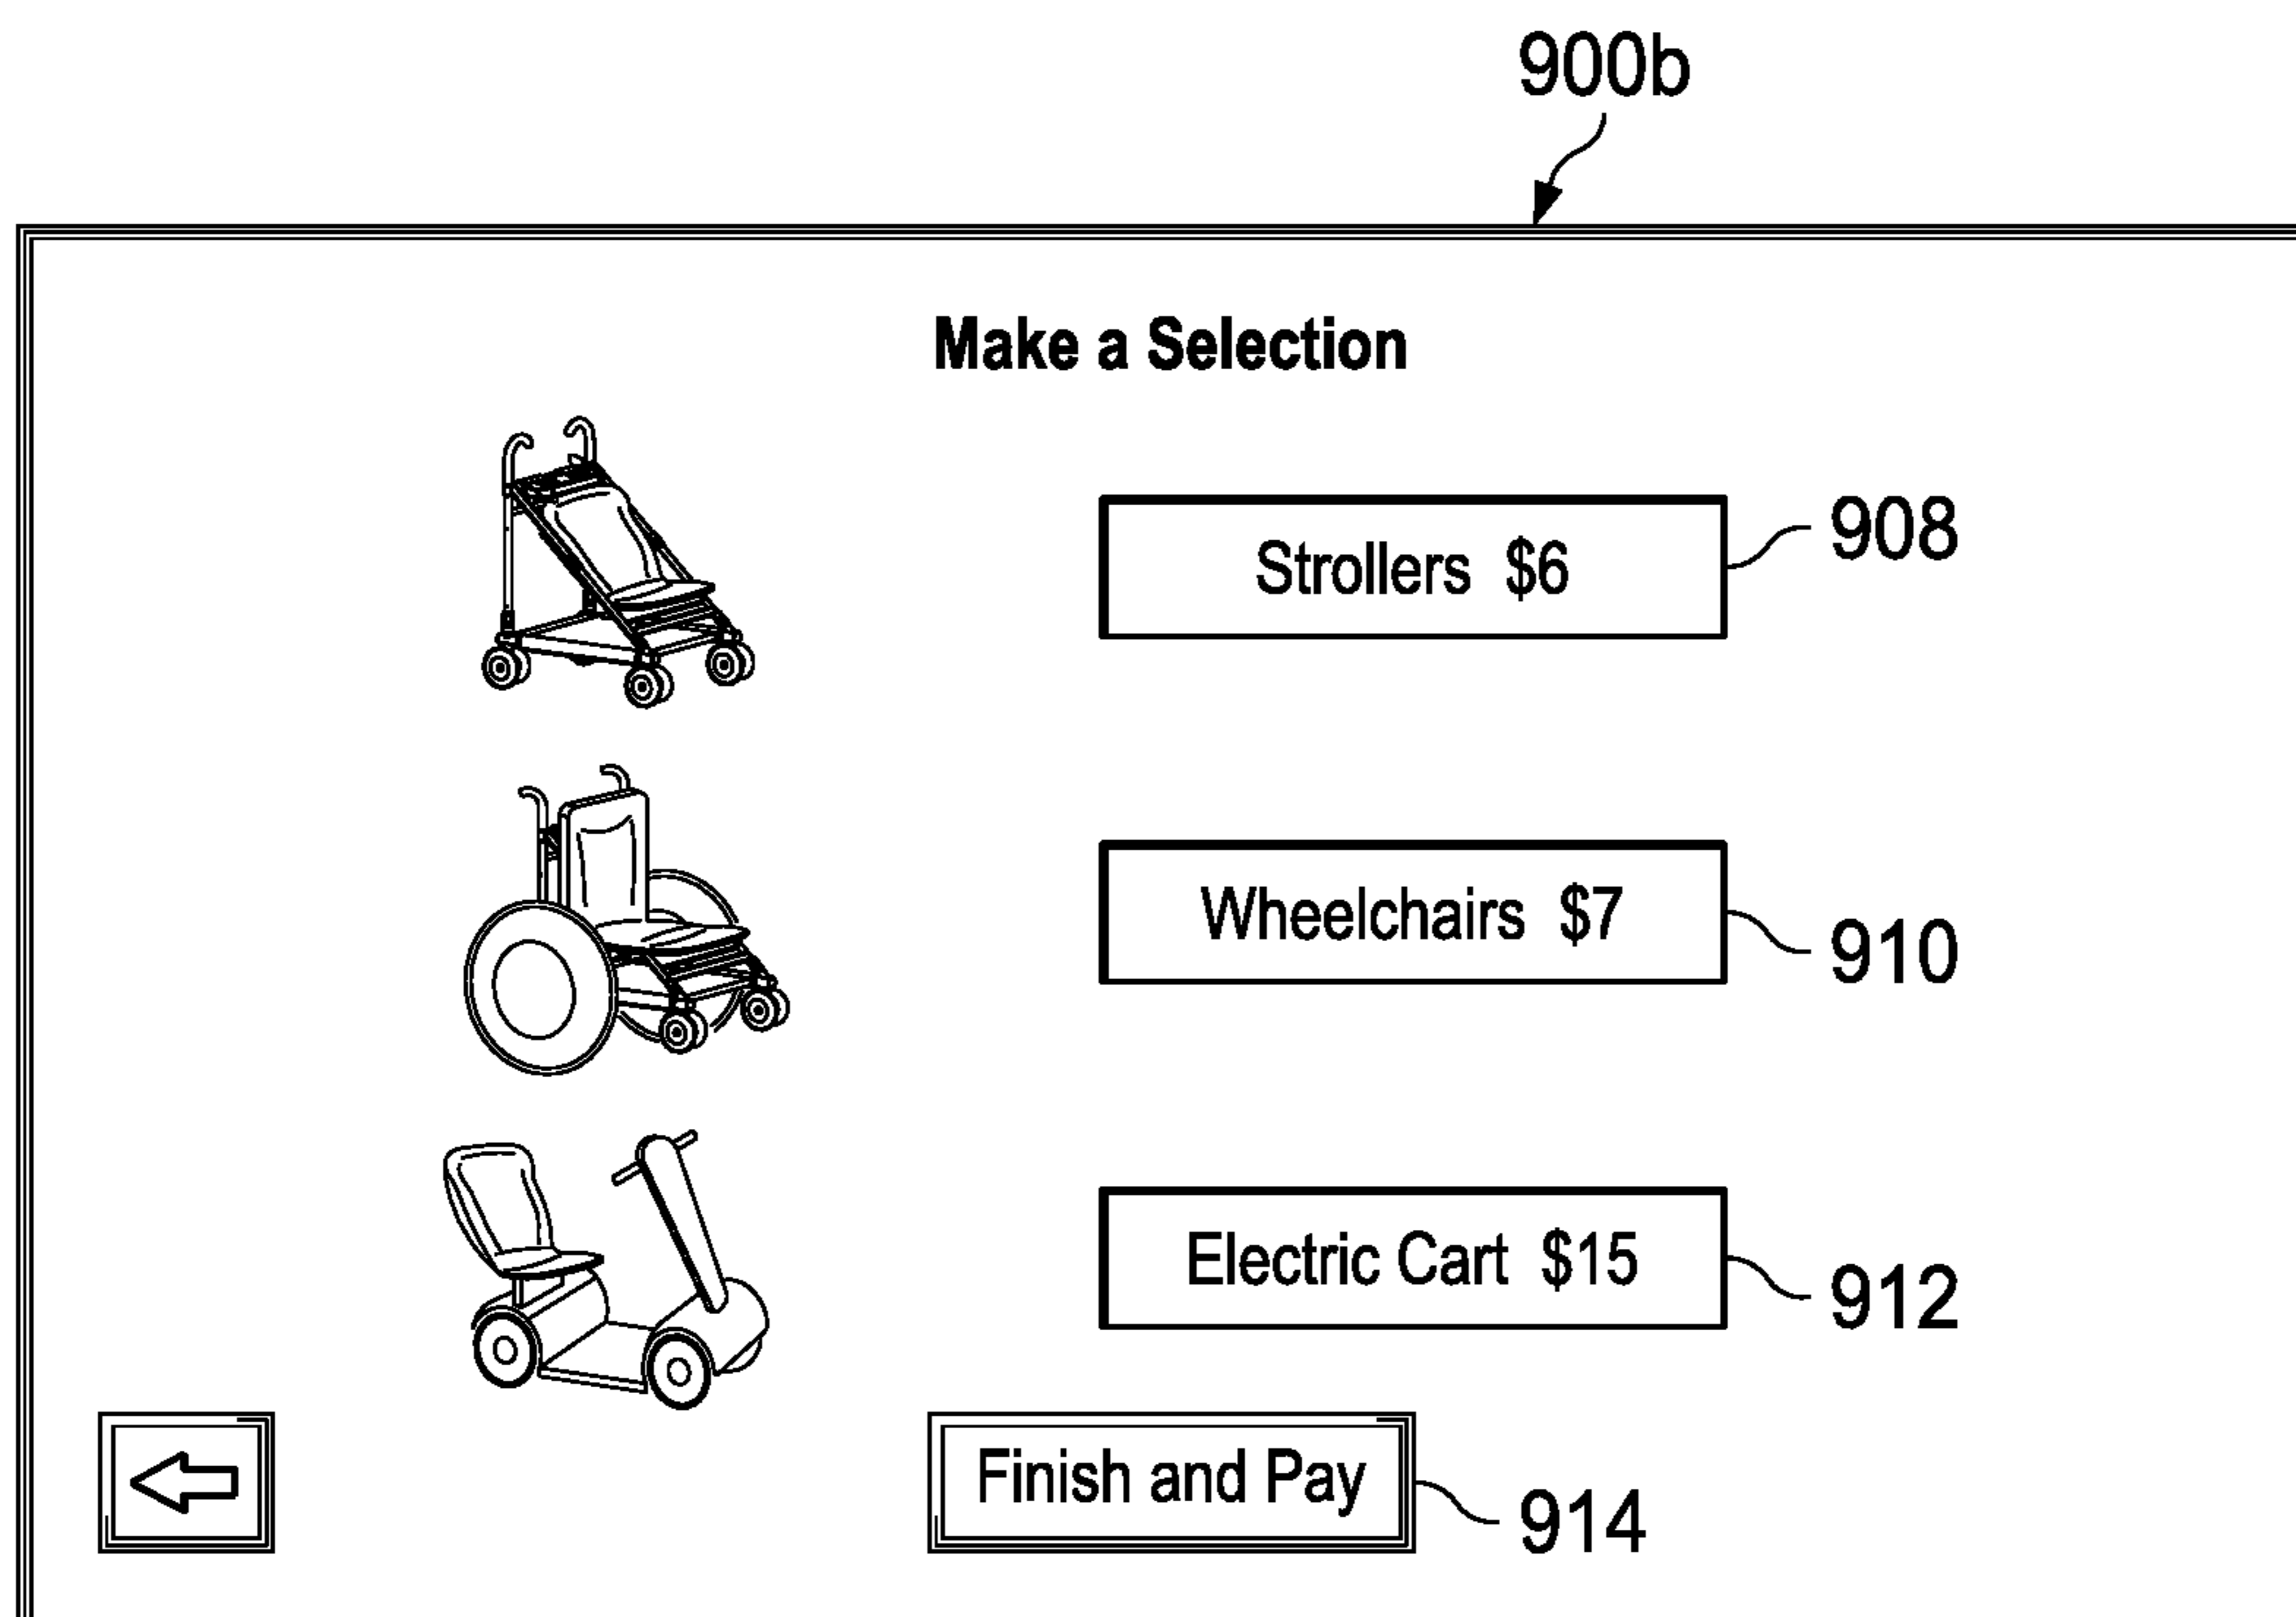 900b
Make a Selection
Strollers $6
908
Wheelchairs $7
910
Electric Cart $15
912
Finish and Pay
914